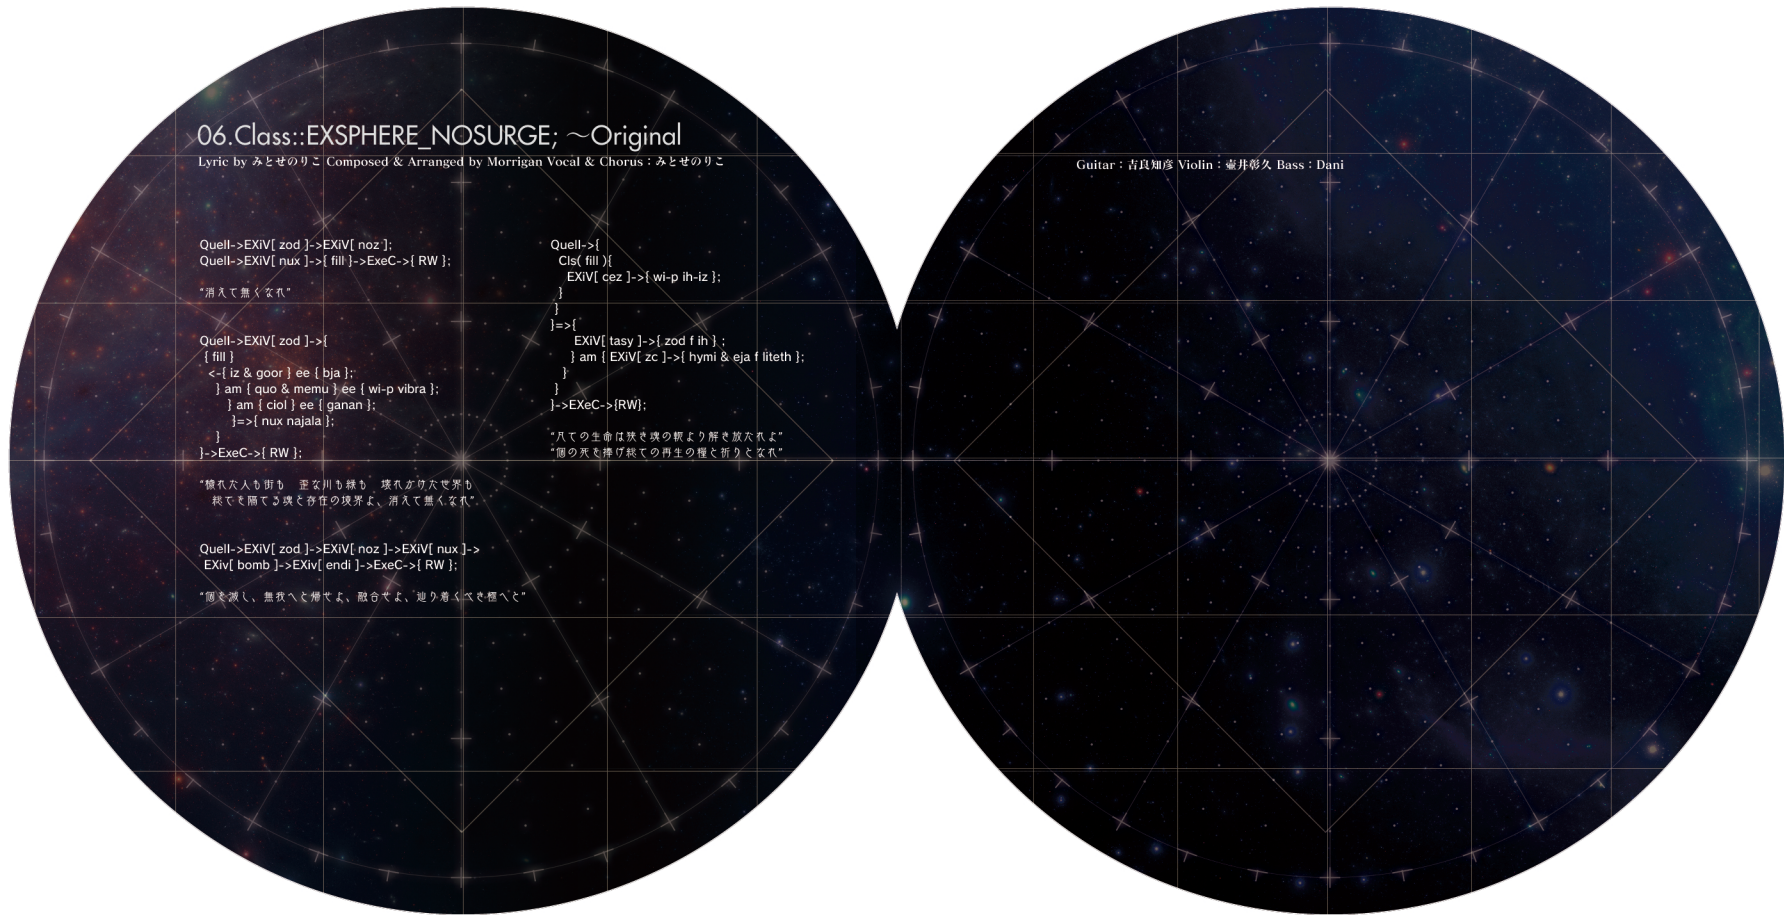 06.Class::EXSPHERE_NOSURGE; ～Original
Lyric by みとせのりこ Composed & Arranged by Morrigan Vocal & Chorus：みとせのりこ
Quell->EXiV[ zod ]->EXiV[ noz ];
Quell->EXiV[ nux ]->{ fill }->ExeC->{ RW };
“消えて無くなれ”
Quell->EXiV[ zod ]->{
{ fill }
<-{ iz & goor } ee { bja };
} am { quo & memu } ee { wi-p vibra };
} am { ciol } ee { ganan };
}=>{ nux najala };
}
}->ExeC->{ RW };
“穢れた人も街も　歪な川も緑も　壊れかけた世界も
総てを隔てる魂と存在の境界よ、消えて無くなれ”
Quell->EXiV[ zod ]->EXiV[ noz ]->EXiV[ nux ]->
EXiv[ bomb ]->EXiv[ endi ]->ExeC->{ RW };
“個を滅し、無我へと帰せよ、融合せよ、辿り着くべき極へと”
Quell->{
Cls( fill ){
EXiV[ cez ]->{ wi-p ih-iz };
}
}
}=>{
EXiV[ tasy ]->{ zod f ih } ;
} am { EXiV[ zc ]->{ hymi & eja f liteth };
}
}
}->EXeC->{RW};
“凡ての生命は狭き魂の軛より解き放たれよ”
“個の死を捧げ総ての再生の糧と祈りとなれ”
Guitar：吉良知彦 Violin：壷井彰久 Bass：Dani